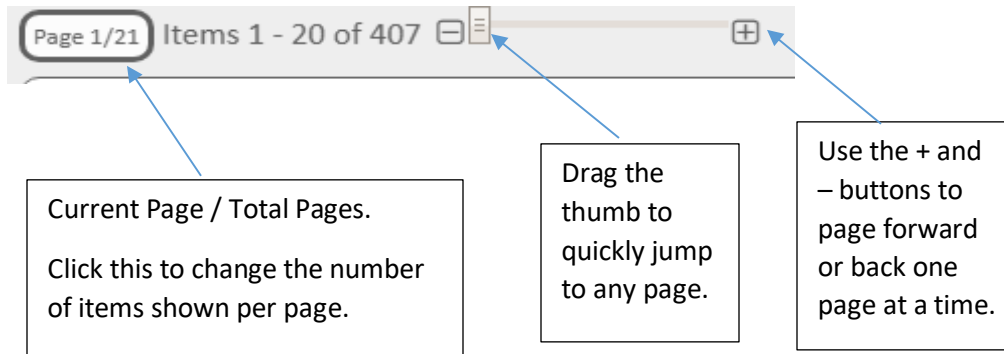 Page 1/21 Items 1 - 20 of 407
Current Page / Total Pages.
Click this to change the number
of items shown per page.
Drag the
thumb to
quickly jump
to any page.
Use the + and
– buttons to
page forward
or back one
page at a time.